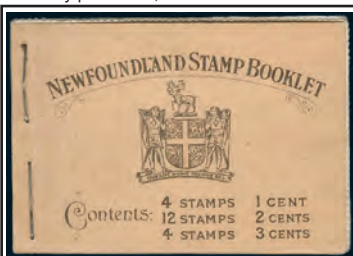 NEWFOUNDLAND STAMP BOOKLET
Contents: 4 STAMPS 1 CENT
12 STAMPS 2 CENTS
4 STAMPS 3 CENTS